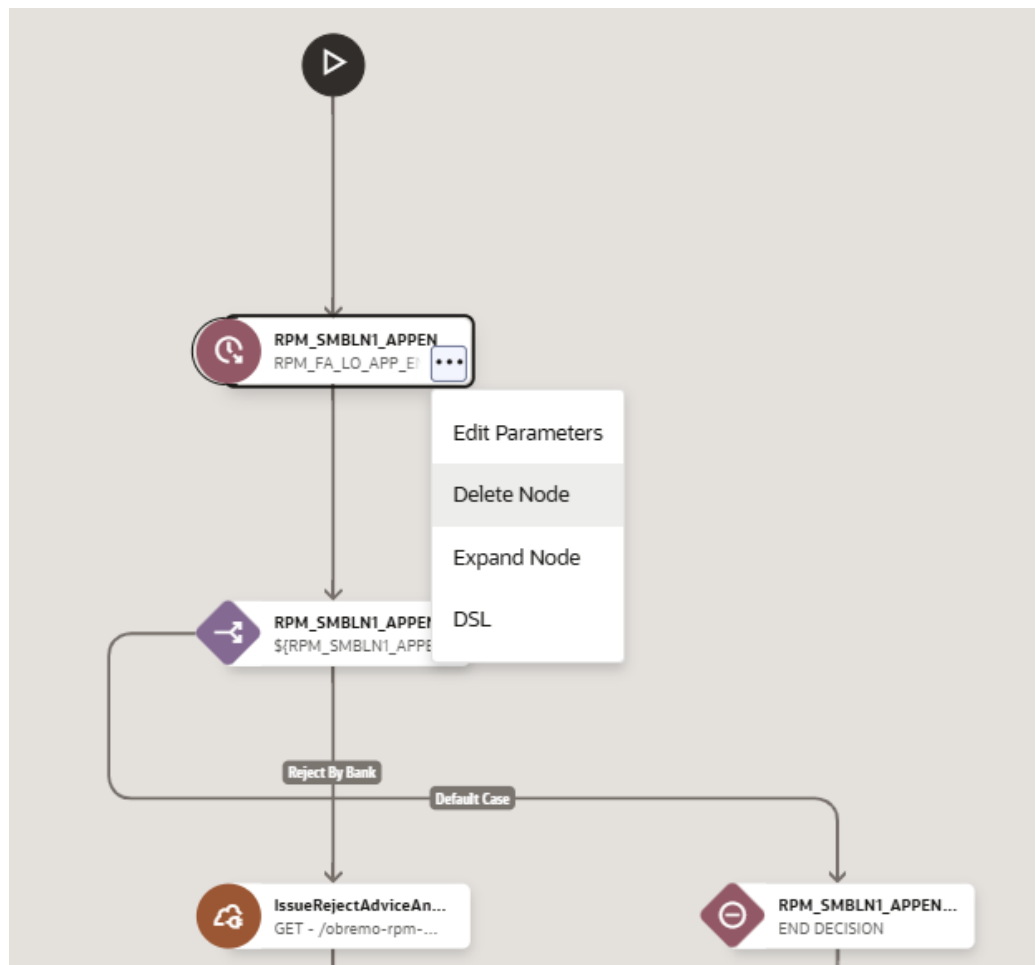 RPM_SMBLN1_APPEN
RPM_FA_LO_APP_E
Edit Parameters
Delete Node
Expand Node
DSL
RPM_SMBLN1_APPEN
${RPM_SMBLN1_APPE
Reject By Bank
Default Case
IssueRejectAdviceAn...
GET - /obremo-rpm-...
RPM_SMBLN1_APPEN...
END DECISION